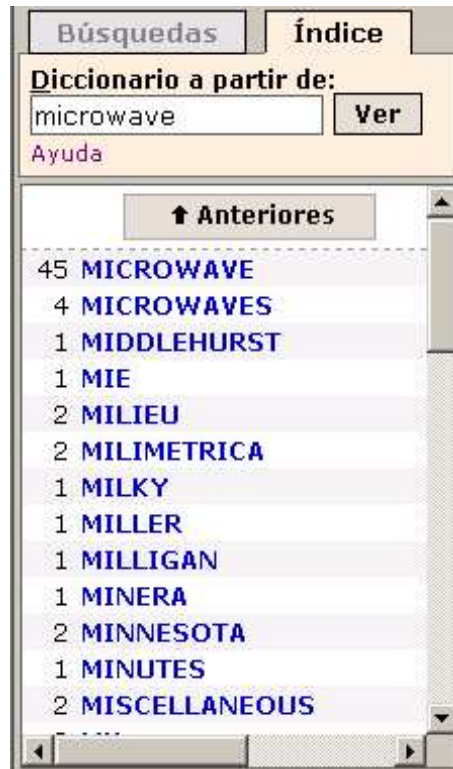 Búsquedas Índice
Diccionario a partir de:
microwave Ver
Ayuda
Anteriores
45 MICROWAVE
4 MICROWAVES
1 MIDDLEHURST
1 MIE
2 MILIEU
2 MILIMETRICA
1 MILKY
1 MILLER
1 MILLIGAN
1 MINERA
2 MINNESOTA
1 MINUTES
2 MISCELLANEOUS